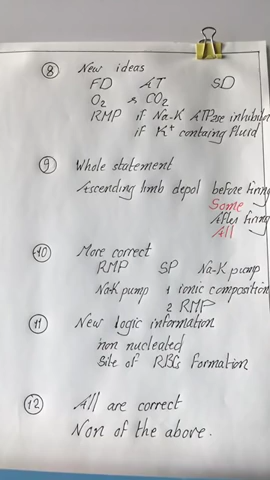 8 New ideas
FD AT SD
O2 & CO2
RMP if Na-K ATPase inhibitor
if K+ containg fluid
9 Whole statement
Ascending limb depol before firing
Some
After firing
All
10 More correct
RMP SP Na-K pump
Na K pump 1 ionic composition
2 RMP
11 New logic information
non nucleated
Site of RBCs formation
12 All are correct
Non of the above.